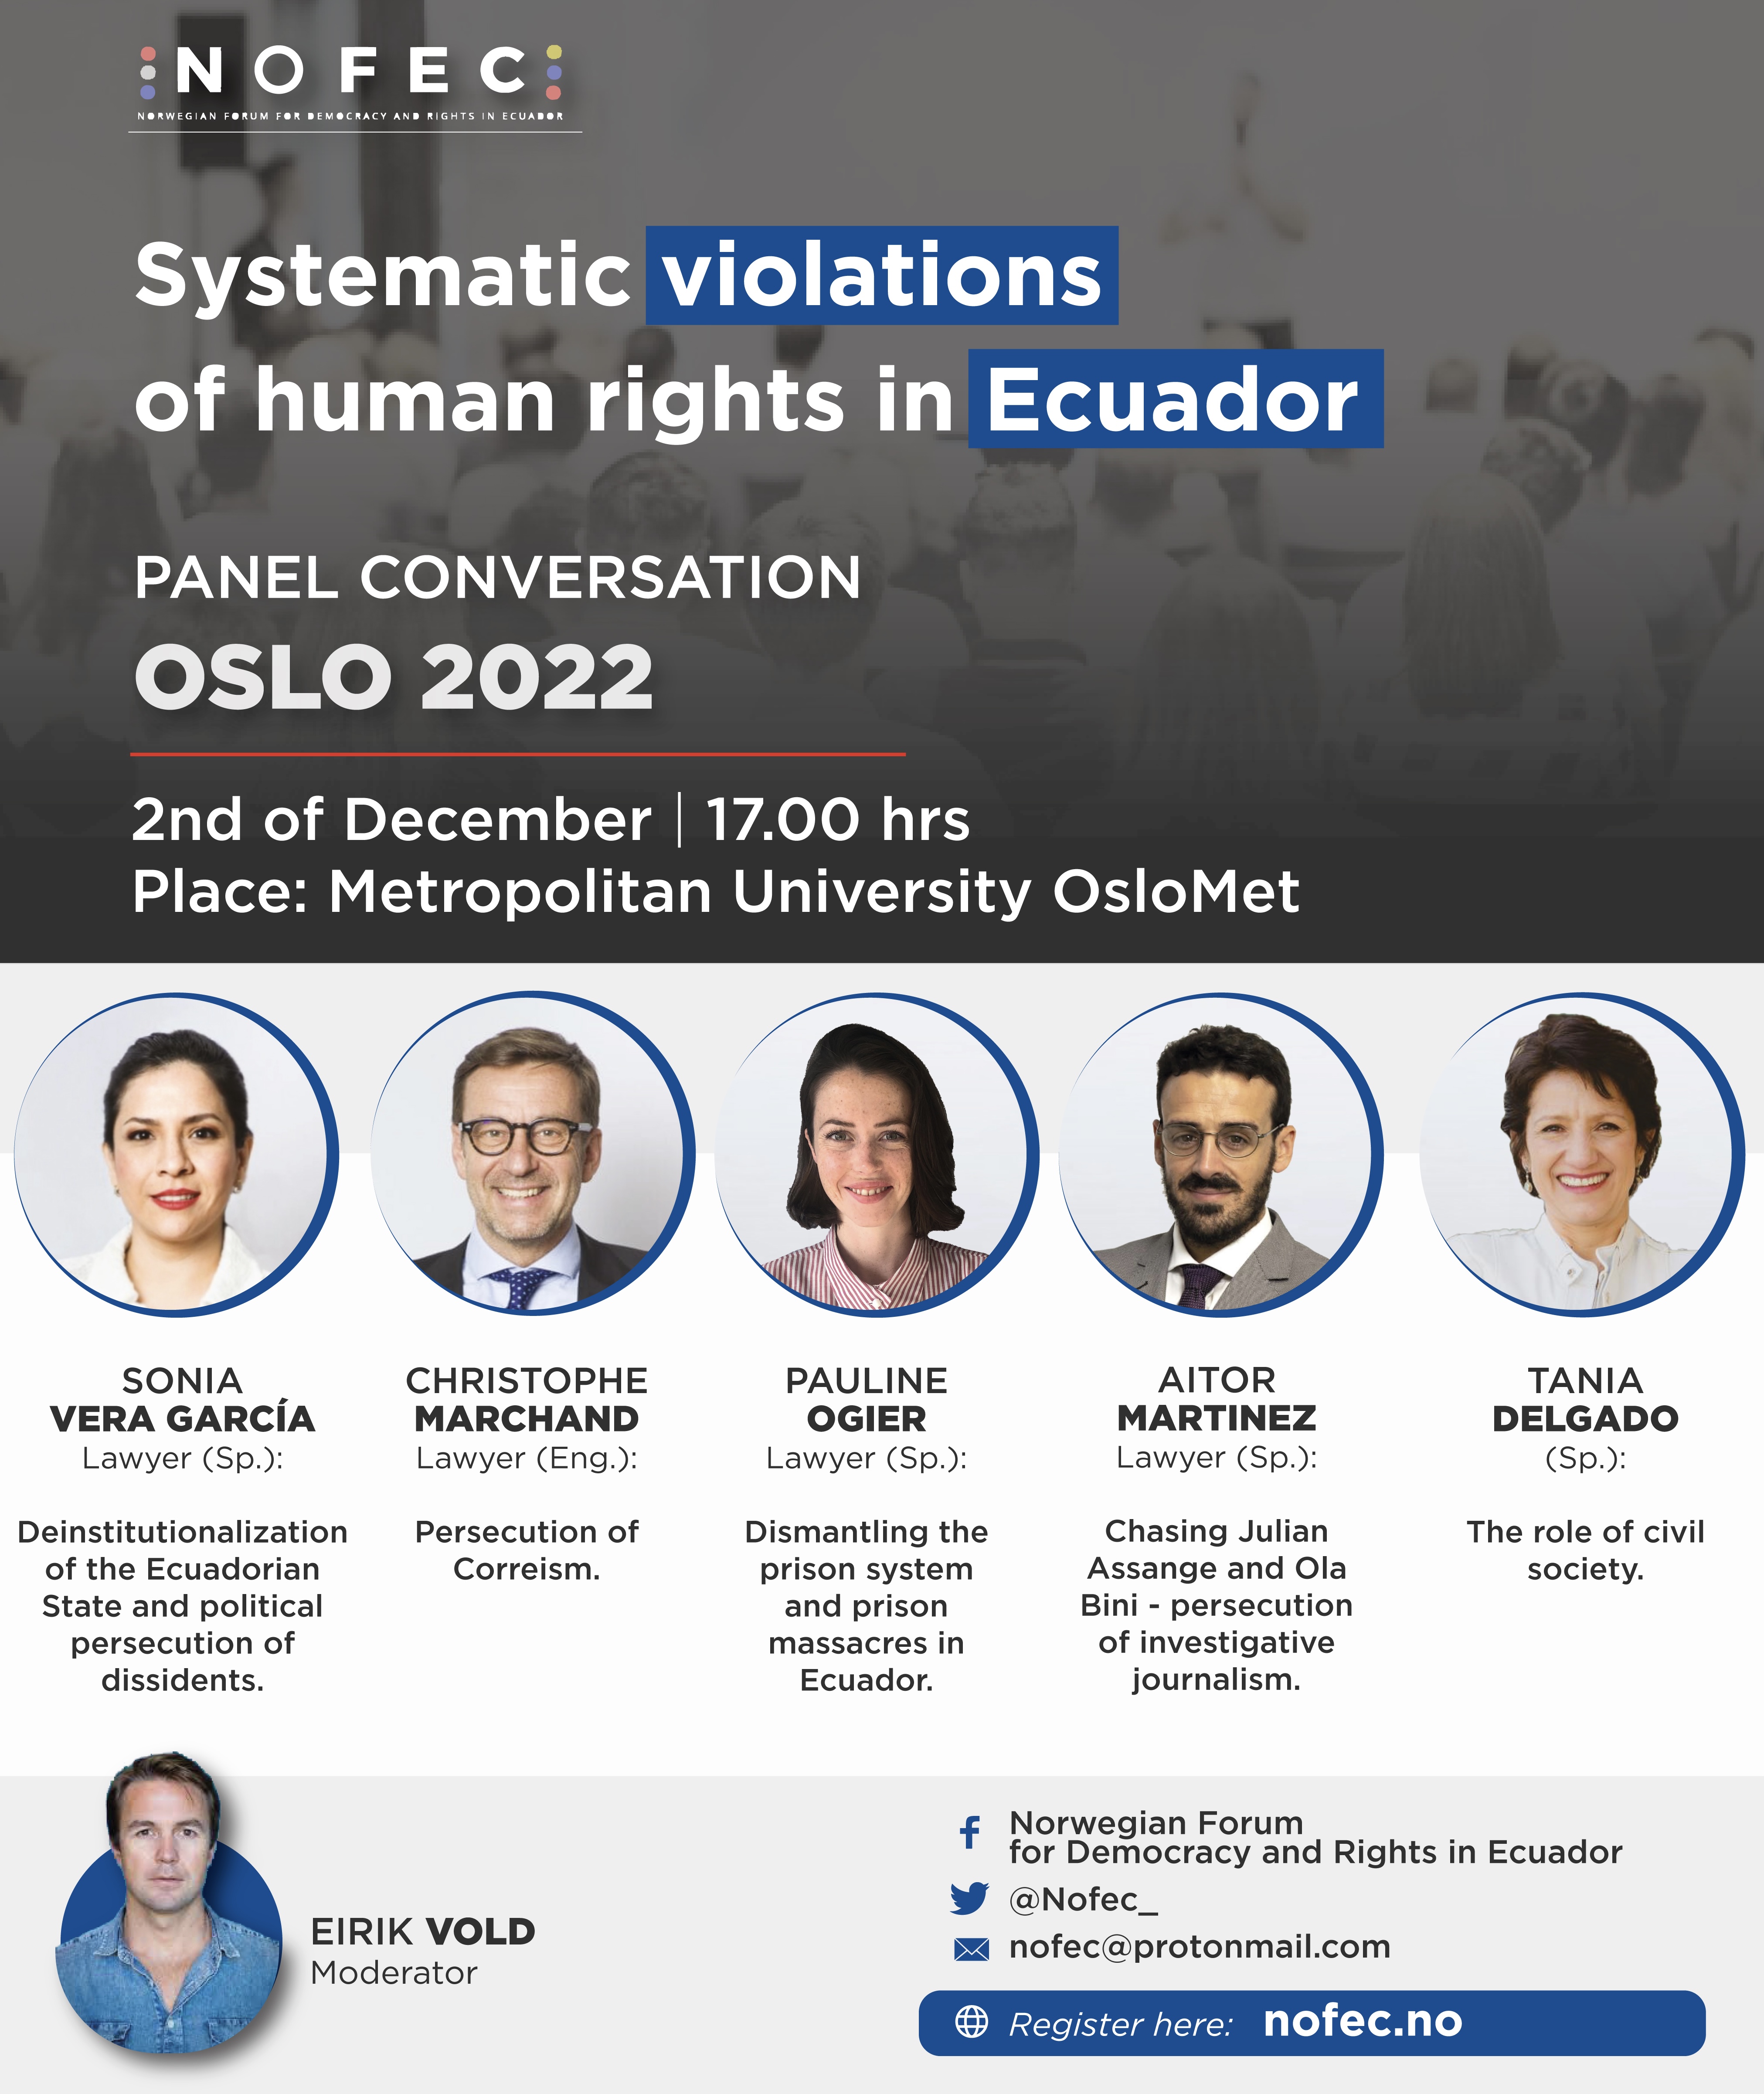 NOFEC
NORWEGIAN FORUM FOR DEMOCRACY AND RIGHTS IN ECUADOR
Systematic violations
of human rights in Ecuador
PANEL CONVERSATION
OSLO 2022
2nd of December | 17.00 hrs
Place: Metropolitan University OsloMet
SONIA
VERA GARCÍA
Lawyer (Sp.):
Deinstitutionalization
of the Ecuadorian
State and political
persecution of
dissidents.
CHRISTOPHE
MARCHAND
Lawyer (Eng.):
Persecution of
Correism.
PAULINE
OGIER
Lawyer (Sp.):
Dismantling the
prison system
and prison
massacres in
Ecuador.
AITOR
MARTINEZ
Lawyer (Sp.):
Chasing Julian
Assange and Ola
Bini - persecution
of investigative
journalism.
TANIA
DELGADO
(Sp.):
The role of civil
society.
EIRIK VOLD
Moderator
Norwegian Forum
for Democracy and Rights in Ecuador
@Nofec_
nofec@protonmail.com
Register here: nofec.no